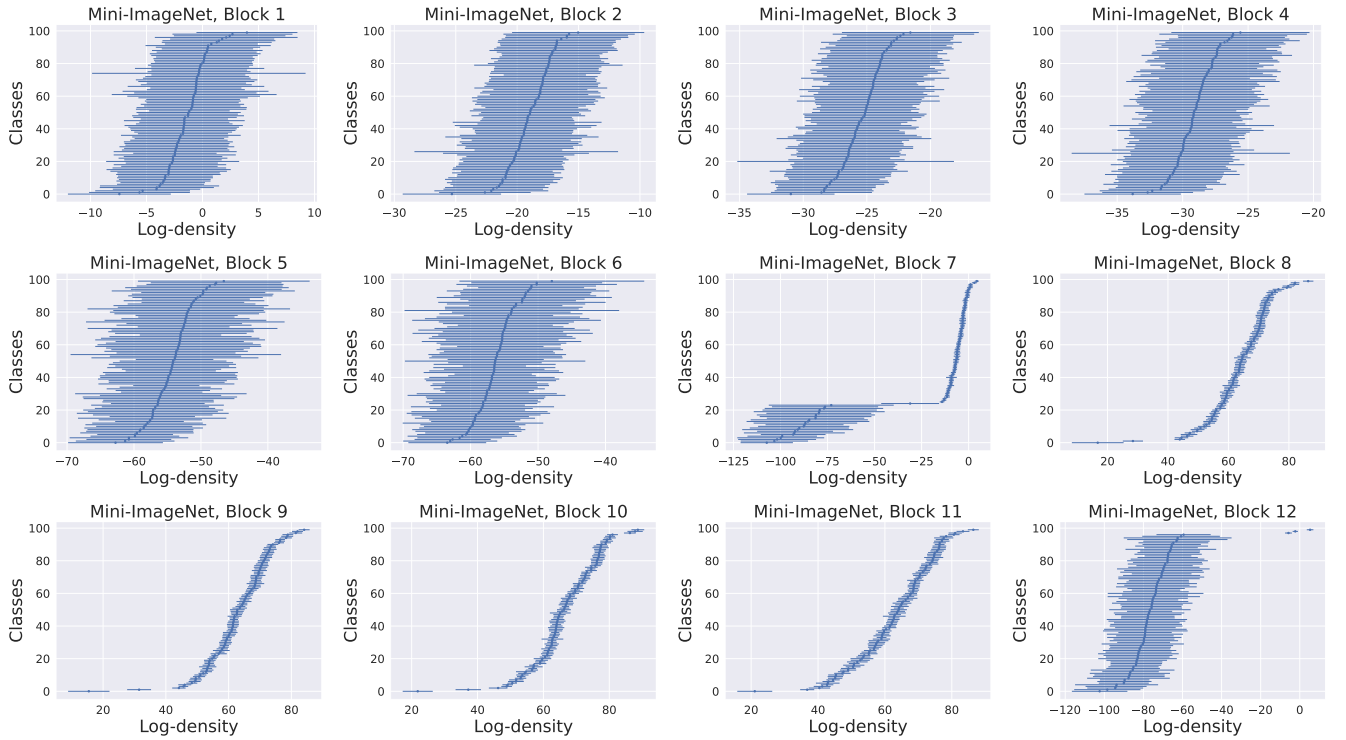 Mini-ImageNet, Block 1 Mini-ImageNet, Block 2 Mini-ImageNet, Block 3 Mini-ImageNet, Block 4
Classes 100 80 60 40 20 0 Classes 100 80 60 40 20 0 Classes 100 80 60 40 20 0 Classes 100 80 60 40 20 0
−10 −5 0 5 10 −30 −25 −20 −15 −10 −35 −30 −25 −20 −35 −30 −25 −20
Log-density Log-density Log-density Log-density
Mini-ImageNet, Block 5 Mini-ImageNet, Block 6 Mini-ImageNet, Block 7 Mini-ImageNet, Block 8
Classes 100 80 60 40 20 0 Classes 100 80 60 40 20 0 Classes 100 80 60 40 20 0 Classes 100 80 60 40 20 0
−70 −60 −50 −40 −70 −60 −50 −40 −125 −100 −75 −50 −25 0 20 40 60 80
Log-density Log-density Log-density Log-density
Mini-ImageNet, Block 9 Mini-ImageNet, Block 10 Mini-ImageNet, Block 11 Mini-ImageNet, Block 12
Classes 100 80 60 40 20 0 Classes 100 80 60 40 20 0 Classes 100 80 60 40 20 0 Classes 100 80 60 40 20 0
20 40 60 80 20 40 60 80 20 40 60 80 −120 −100 −80 −60 −40 −20 0
Log-density Log-density Log-density Log-density